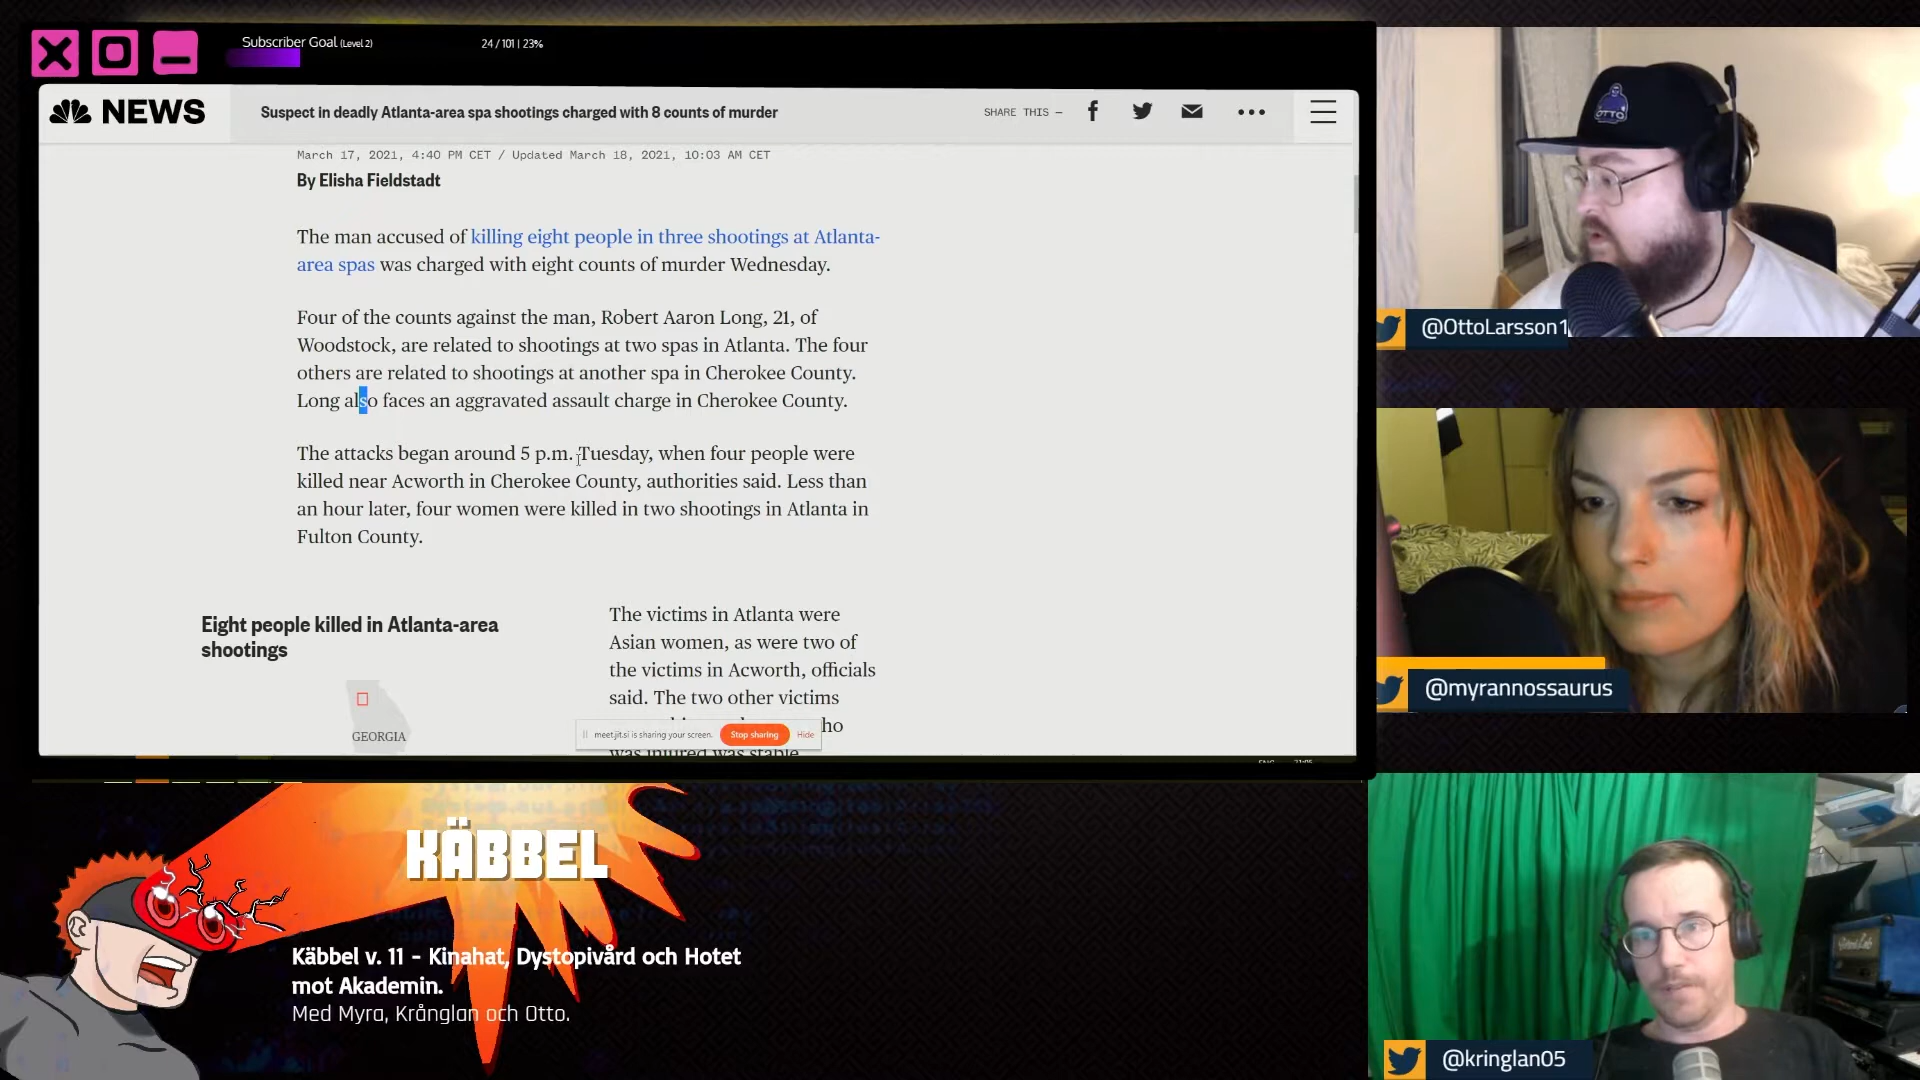 Subscriber Goal (Level 2)
24 / 101 | 23%
NEWS
Suspect in deadly Atlanta-area spa shootings charged with 8 counts of murder
SHARE THIS —
March 17, 2021, 4:40 PM CET / Updated March 18, 2021, 10:03 AM CET
By Elisha Fieldstadt
The man accused of killing eight people in three shootings at Atlanta-
area spas was charged with eight counts of murder Wednesday.
Four of the counts against the man, Robert Aaron Long, 21, of
Woodstock, are related to shootings at two spas in Atlanta. The four
others are related to shootings at another spa in Cherokee County.
Long also faces an aggravated assault charge in Cherokee County.
The attacks began around 5 p.m. Tuesday, when four people were
killed near Acworth in Cherokee County, authorities said. Less than
an hour later, four women were killed in two shootings in Atlanta in
Fulton County.
Eight people killed in Atlanta-area
shootings
GEORGIA
The victims in Atlanta were
Asian women, as were two of
the victims in Acworth, officials
said. The two other victims
was injured was stable
meet.jit.si is sharing your screen.
Stop sharing
Hide
OTTO
@OttoLarsson1
@myrannossaurus
@kringlan05
KÄBBEL
Käbbel v. 11 - Kinahat, Dystopivård och Hotet
mot Akademin.
Med Myra, Krånglan och Otto.